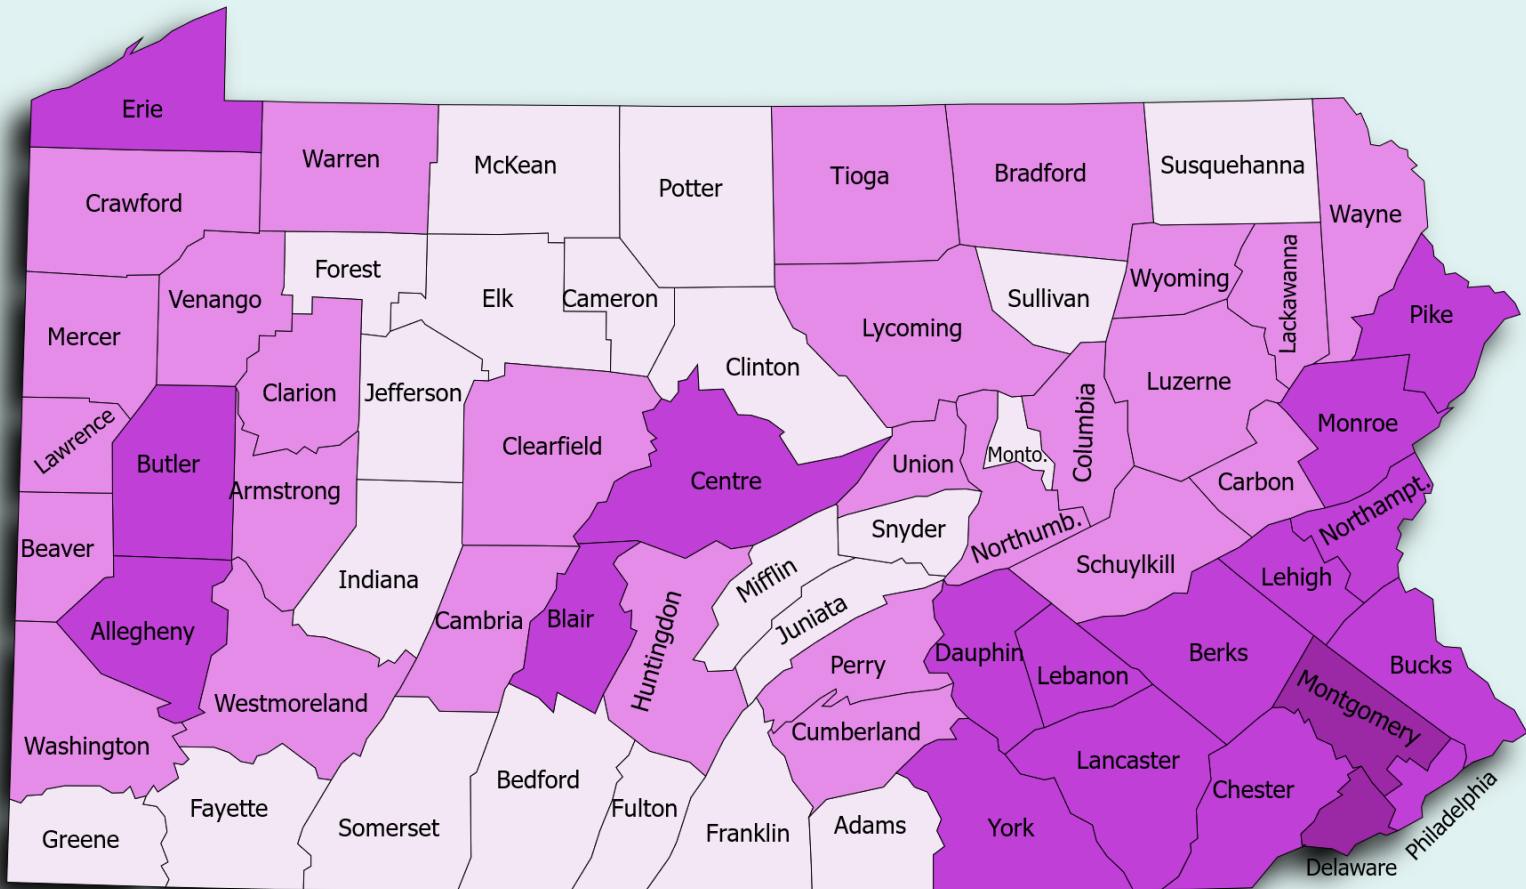 Erie
Warren
McKean
Potter
Tioga
Bradford
Susquehanna
Wayne
Crawford
Forest
Elk
Cameron
Venango
Mercer
Lycoming
Sullivan
Wyoming
Lackawanna
Pike
Clinton
Jefferson
Clarion
Luzerne
Columbia
Monroe
Lawrence
Butler
Clearfield
Centre
Union
Monto.
Carbon
Armstrong
Northampt.
Snyder
Northumb.
Beaver
Indiana
Mifflin
Schuylkill
Lehigh
Allegheny
Cambria
Blair
Huntingdon
Juniata
Perry
Dauphin
Lebanon
Berks
Bucks
Westmoreland
Montgomery
Washington
Cumberland
Lancaster
Bedford
Chester
Fayette
Fulton
Greene
Somerset
Franklin
Adams
York
Philadelphia
Delaware